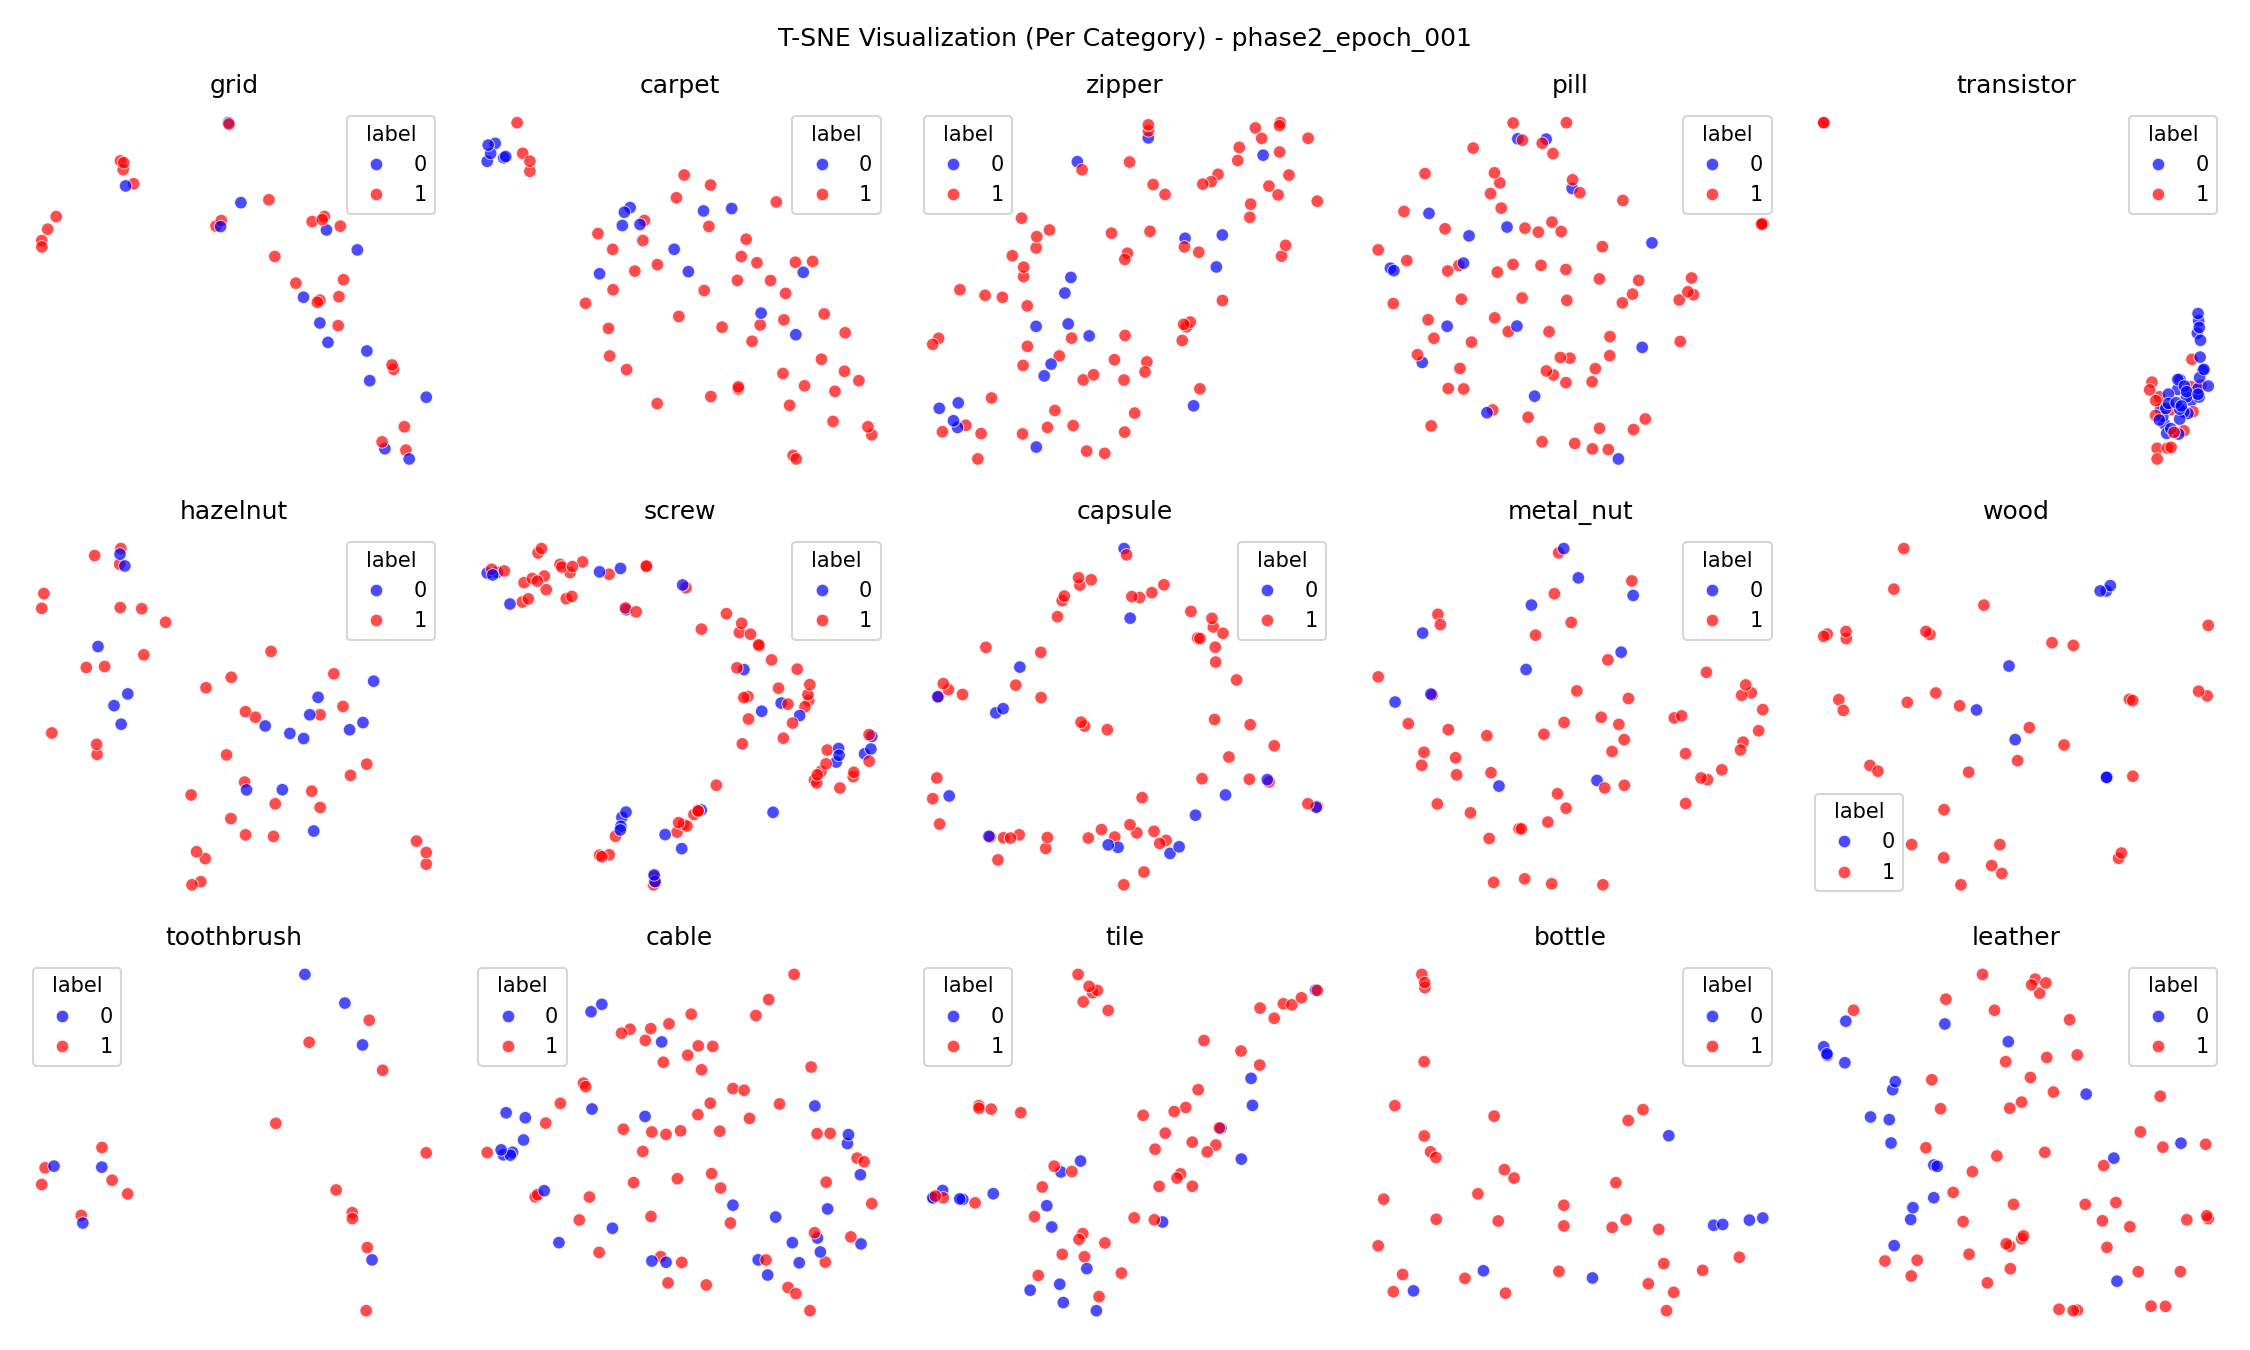 T-SNE Visualization (Per Category) - phase2_epoch_001
grid
label
0
1
carpet
label
0
1
zipper
label
0
1
pill
label
0
1
transistor
label
0
1
hazelnut
label
0
1
screw
label
0
1
capsule
label
0
1
metal_nut
label
0
1
wood
label
0
1
toothbrush
label
0
1
cable
label
0
1
tile
label
0
1
bottle
label
0
1
leather
label
0
1